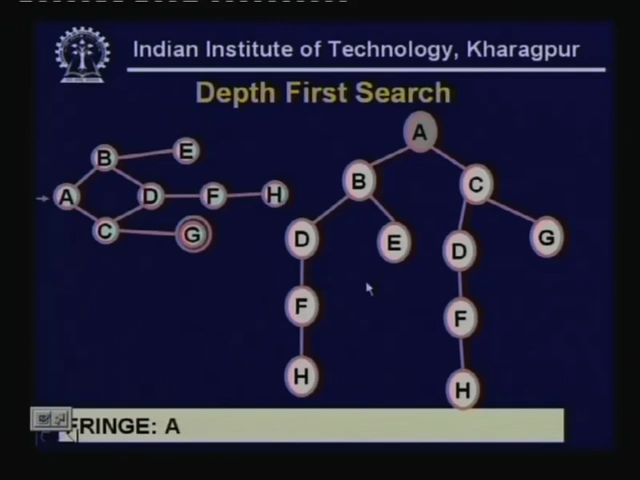 Indian Institute of Technology, Kharagpur
Depth First Search
A
B
E
D
F
H
C
G
A
B
C
D
E
D
G
F
F
H
H
FRINGE: A